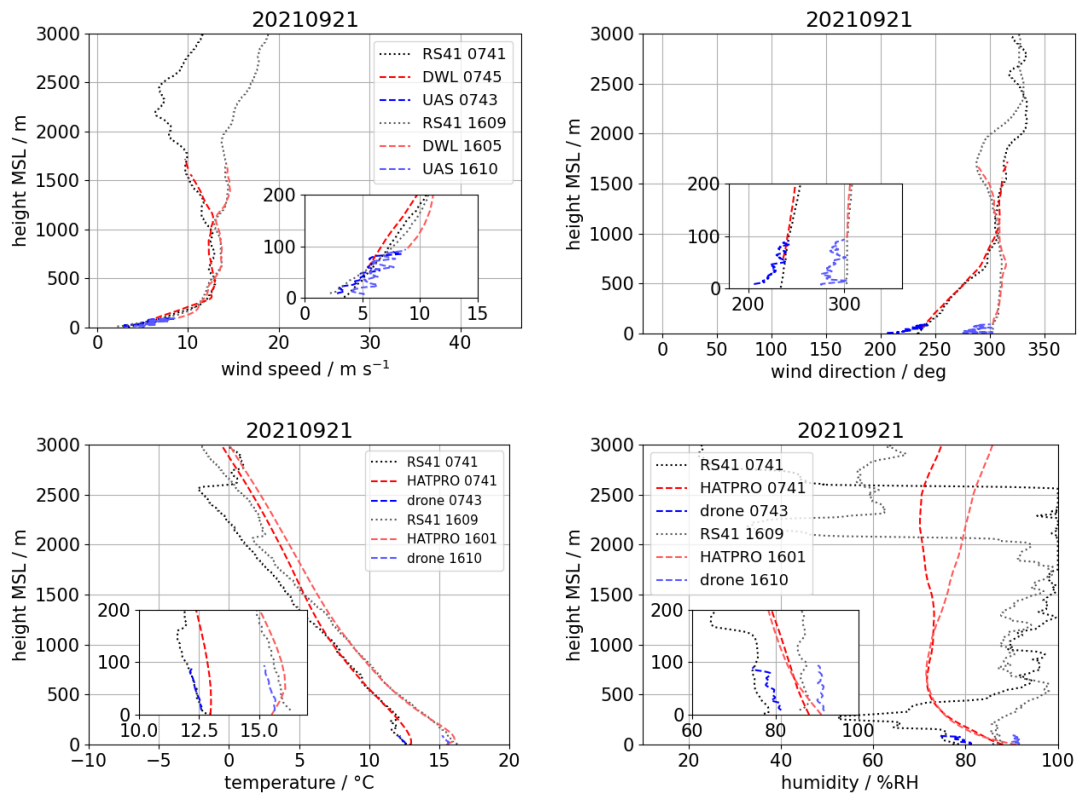 20210921
3000
2500
2000
1500
1000
500
0
height MSL / m
RS41 0741
DWL 0745
UAS 0743
RS41 1609
DWL 1605
UAS 1610
200
100
0
0 5 10 15
0 10 20 30 40
wind speed / m s⁻¹
20210921
3000
2500
2000
1500
1000
500
0
height MSL / m
200
100
0
200 300
0 50 100 150 200 250 300 350
wind direction / deg
20210921
3000
2500
2000
1500
1000
500
0
height MSL / m
RS41 0741
HATPRO 0741
drone 0743
RS41 1609
HATPRO 1601
drone 1610
200
100
0
10.0 12.5 15.0
−10 −5 0 5 10 15 20
temperature / °C
20210921
3000
2500
2000
1500
1000
500
0
height MSL / m
RS41 0741
HATPRO 0741
drone 0743
RS41 1609
HATPRO 1601
drone 1610
200
100
0
60 80 100
20 40 60 80 100
humidity / %RH